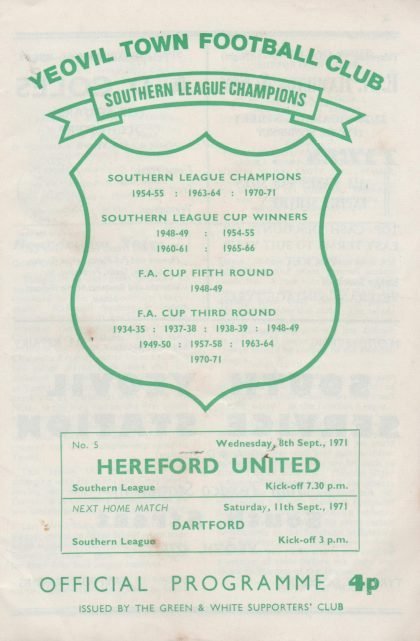 YEOVIL TOWN FOOTBALL CLUB
SOUTHERN LEAGUE CHAMPIONS
SOUTHERN LEAGUE CHAMPIONS
1954-55 : 1963-64 : 1970-71
SOUTHERN LEAGUE CUP WINNERS
1948-49 : 1954-55
1960-61 : 1965-66
F.A. CUP FIFTH ROUND
1948-49
F.A. CUP THIRD ROUND
1934-35 : 1937-38 : 1938-39 : 1948-49
1949-50 : 1957-58 : 1963-64
1970-71
No. 5 Wednesday, 8th Sept., 1971
HEREFORD UNITED
Southern League Kick-off 7.30 p.m.
NEXT HOME MATCH Saturday, 11th Sept., 1971
DARTFORD
Southern League Kick-off 3 p.m.
OFFICIAL PROGRAMME 4p
ISSUED BY THE GREEN & WHITE SUPPORTERS' CLUB